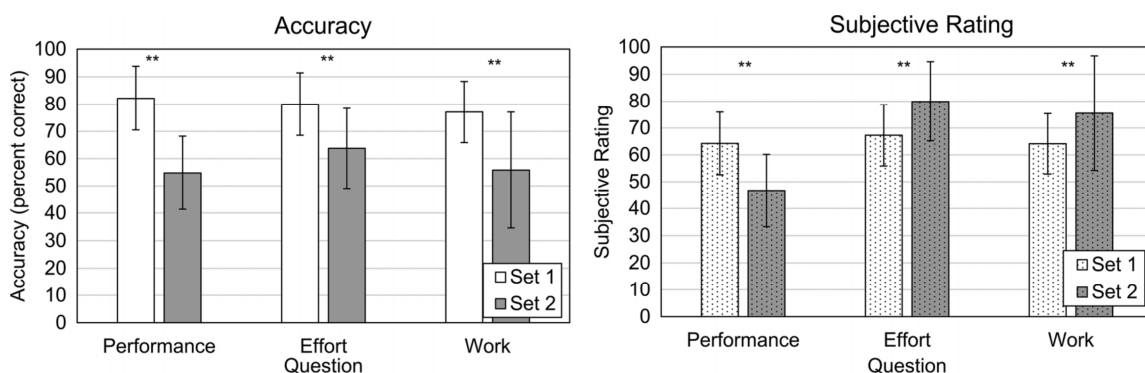 Accuracy
Accuracy (percent correct)
100
90
80
70
60
50
40
30
20
10
0
** ** **
Set 1
Set 2
Performance Effort Work
Question
Subjective Rating
Subjective Rating
100
90
80
70
60
50
40
30
20
10
0
** ** **
Set 1
Set 2
Performance Effort Work
Question